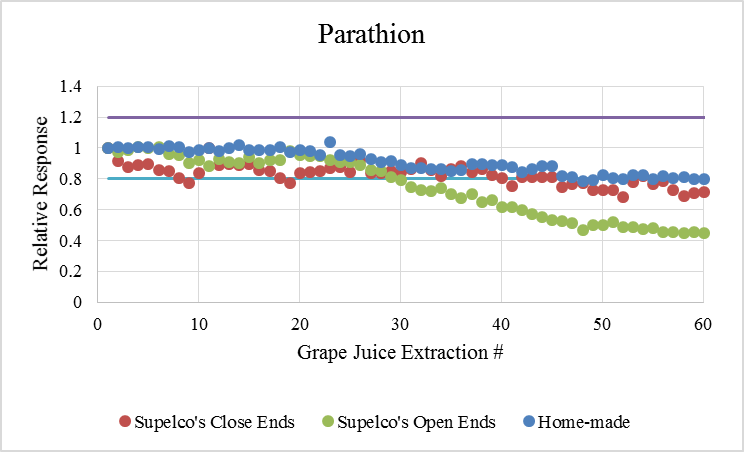 Parathion
1.4
1.2
1
0.8
0.6
0.4
0.2
0
Relative Response
0 10 20 30 40 50 60
Grape Juice Extraction #
Supelco's Close Ends Supelco's Open Ends Home-made